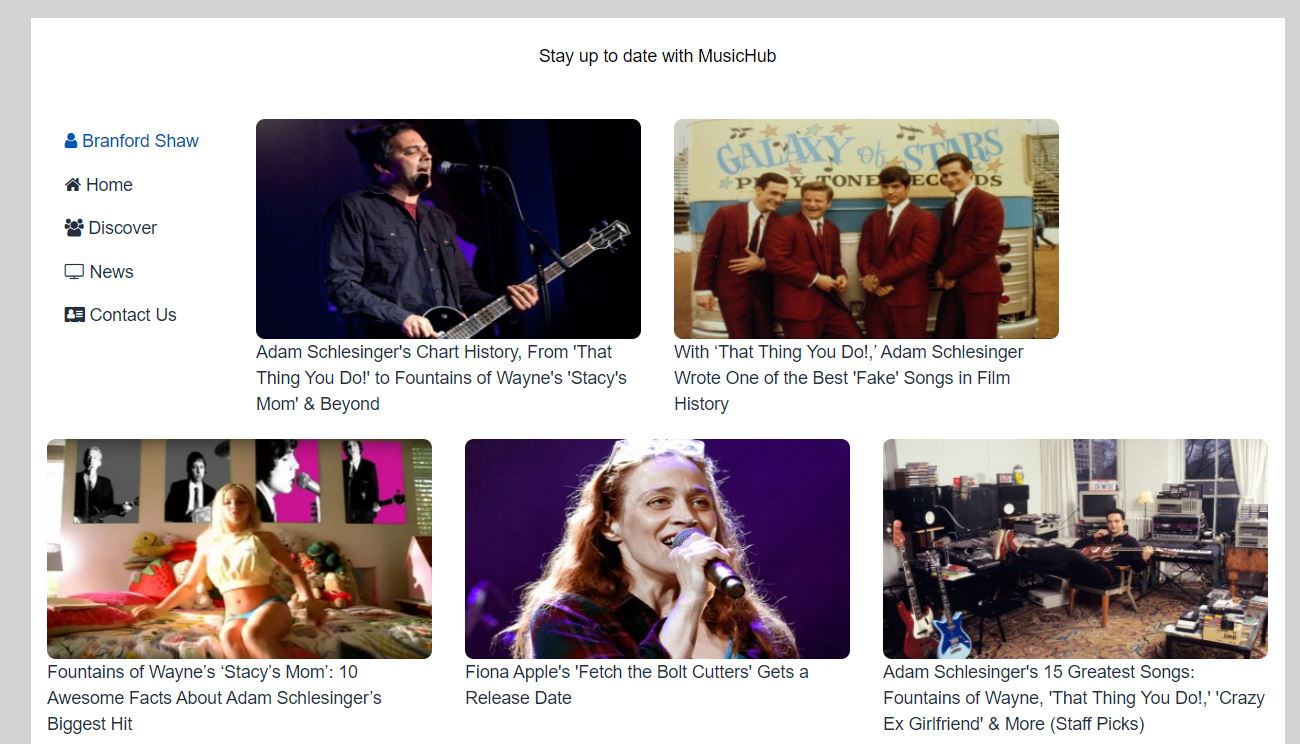 Stay up to date with MusicHub
Branford Shaw
Home
Discover
News
Contact Us
GALAXY of STARS
PL Y-TONE RECORDS
Adam Schlesinger's Chart History, From 'That
Thing You Do!' to Fountains of Wayne's 'Stacy's
Mom' & Beyond
With ‘That Thing You Do!,’ Adam Schlesinger
Wrote One of the Best 'Fake' Songs in Film
History
Fountains of Wayne’s ‘Stacy’s Mom’: 10
Awesome Facts About Adam Schlesinger’s
Biggest Hit
Fiona Apple's 'Fetch the Bolt Cutters' Gets a
Release Date
Adam Schlesinger's 15 Greatest Songs:
Fountains of Wayne, 'That Thing You Do!,' 'Crazy
Ex Girlfriend' & More (Staff Picks)